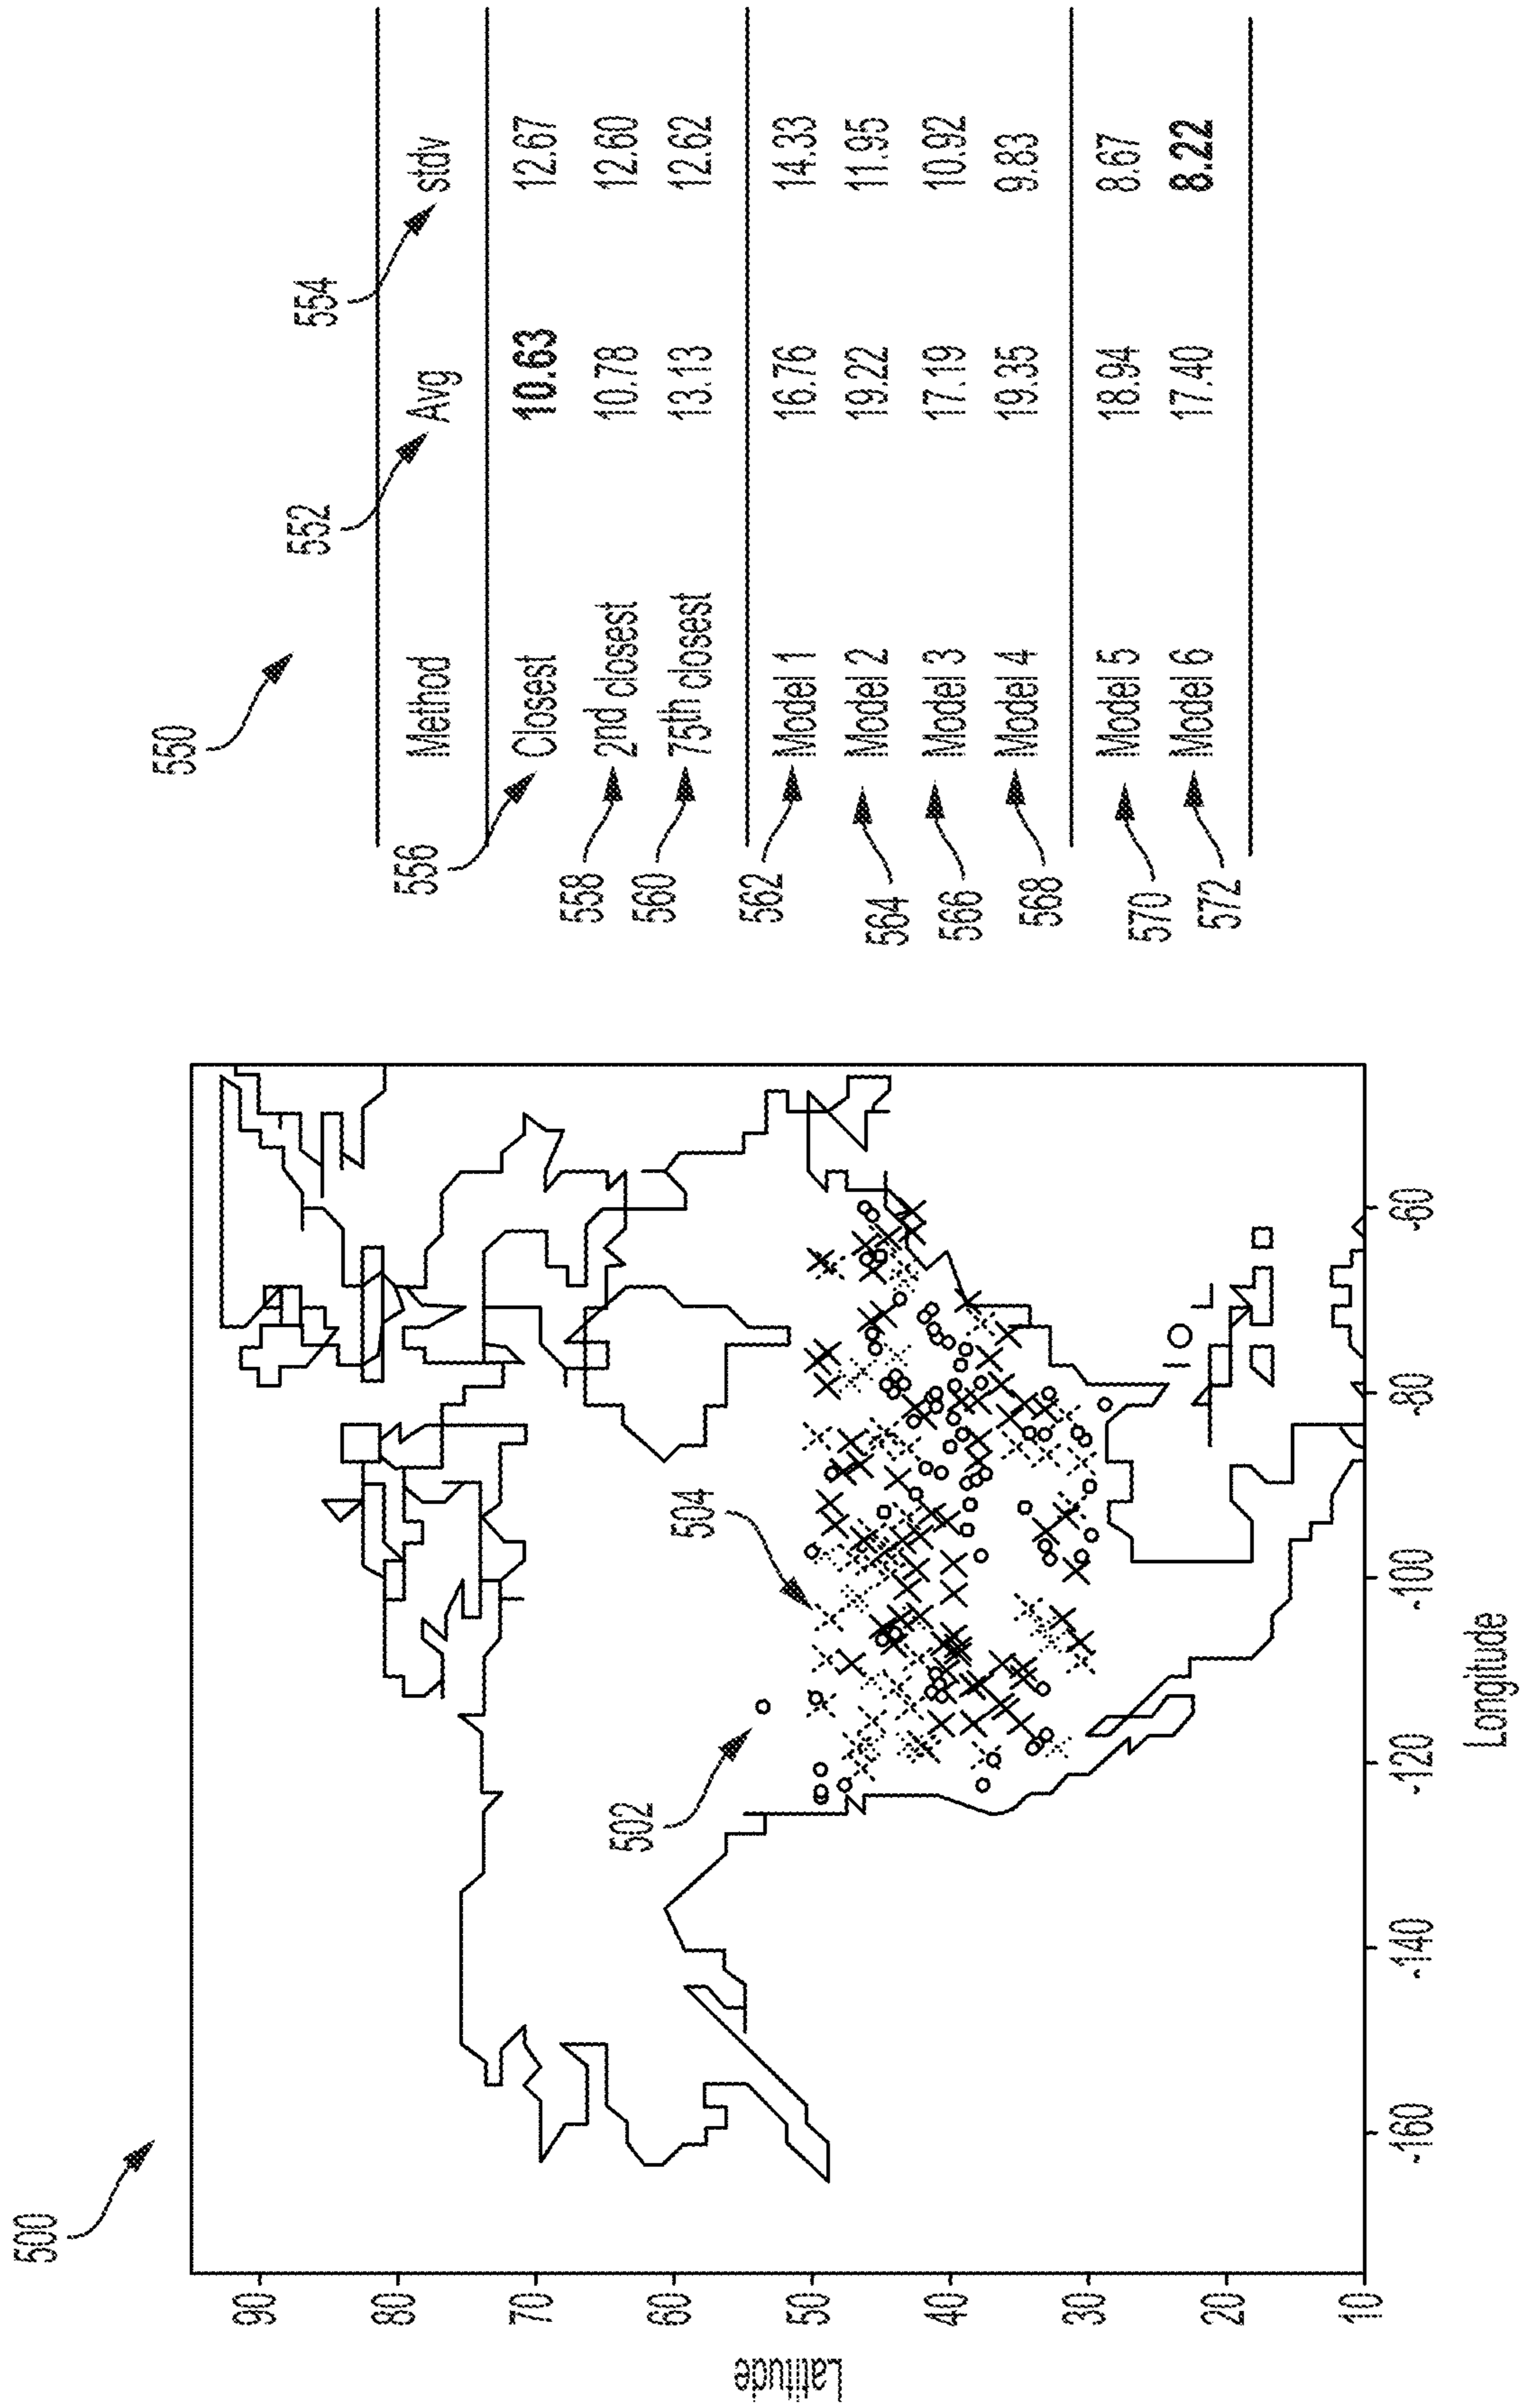 500
90
80
70
60
50
40
30
20
10
Latitude
-160
-140
-120
-100
-80
-60
Longitude
502
504
550
552
554
Method Avg stdv
556 Closest 10.63 12.67
558 2nd closest 10.78 12.60
560 75th closest 13.13 12.62
562 Model 1 16.76 14.33
564 Model 2 19.22 11.95
566 Model 3 17.19 10.92
568 Model 4 19.35 9.83
570 Model 5 18.94 8.67
572 Model 6 17.40 8.22